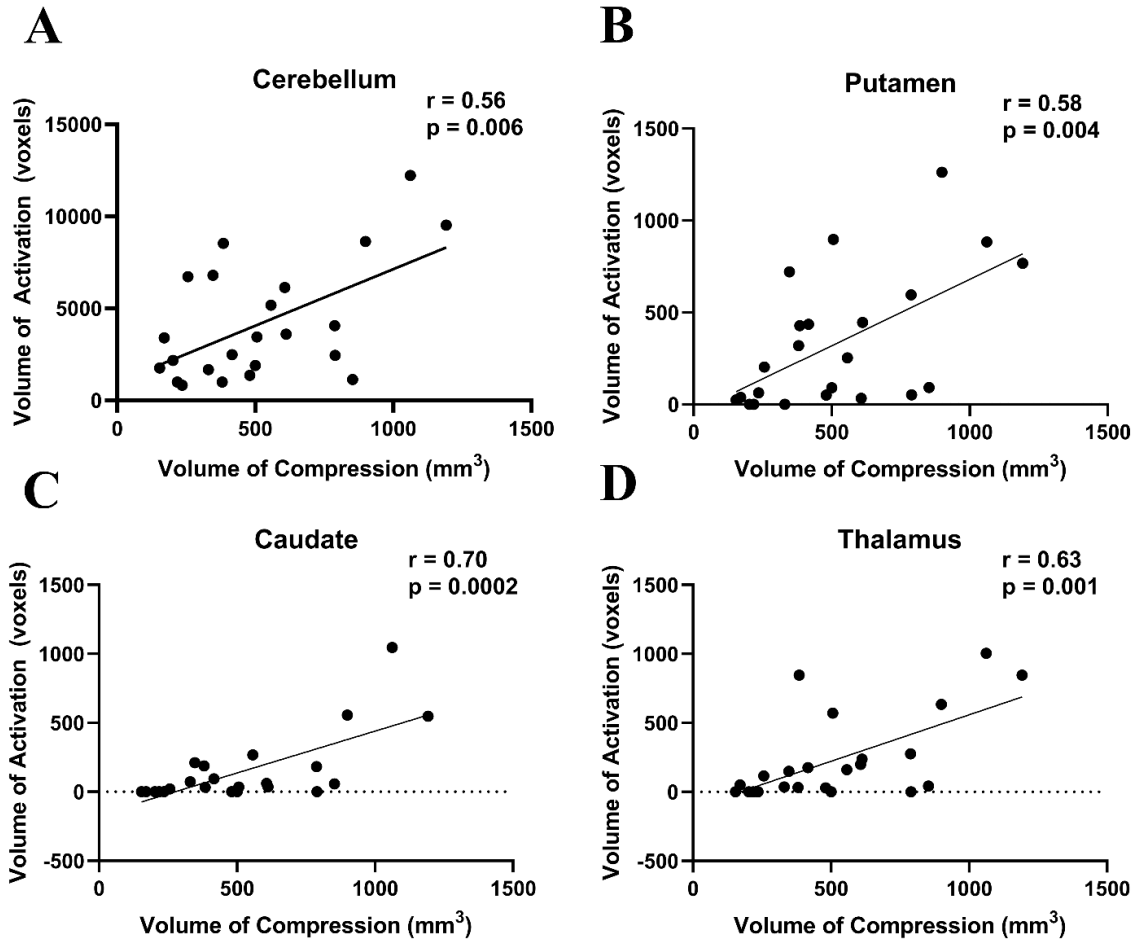 A
Cerebellum
r = 0.56
p = 0.006
Volume of Activation (voxels)
15000
10000
5000
0
0 500 1000 1500
Volume of Compression (mm³)
B
Putamen
r = 0.58
p = 0.004
Volume of Activation (voxels)
1500
1000
500
0
0 500 1000 1500
Volume of Compression (mm³)
C
Caudate
r = 0.70
p = 0.0002
Volume of Activation (voxels)
1500
1000
500
0
-500
0 500 1000 1500
Volume of Compression (mm³)
D
Thalamus
r = 0.63
p = 0.001
Volume of Activation (voxels)
1500
1000
500
0
-500
0 500 1000 1500
Volume of Compression (mm³)